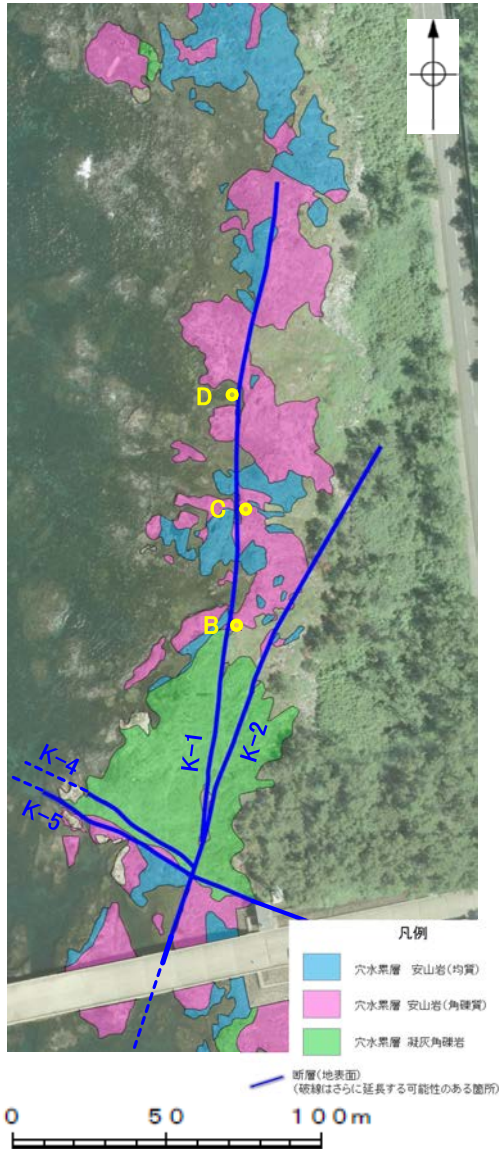 D
C
B
K-1
K-2
K-4
K-5
凡例
穴水累層 安山岩(均質)
穴水累層 安山岩(角礫質)
穴水累層 凝灰角礫岩
断層(地表面)
(破線はさらに延長する可能性のある箇所)
0 50 100m